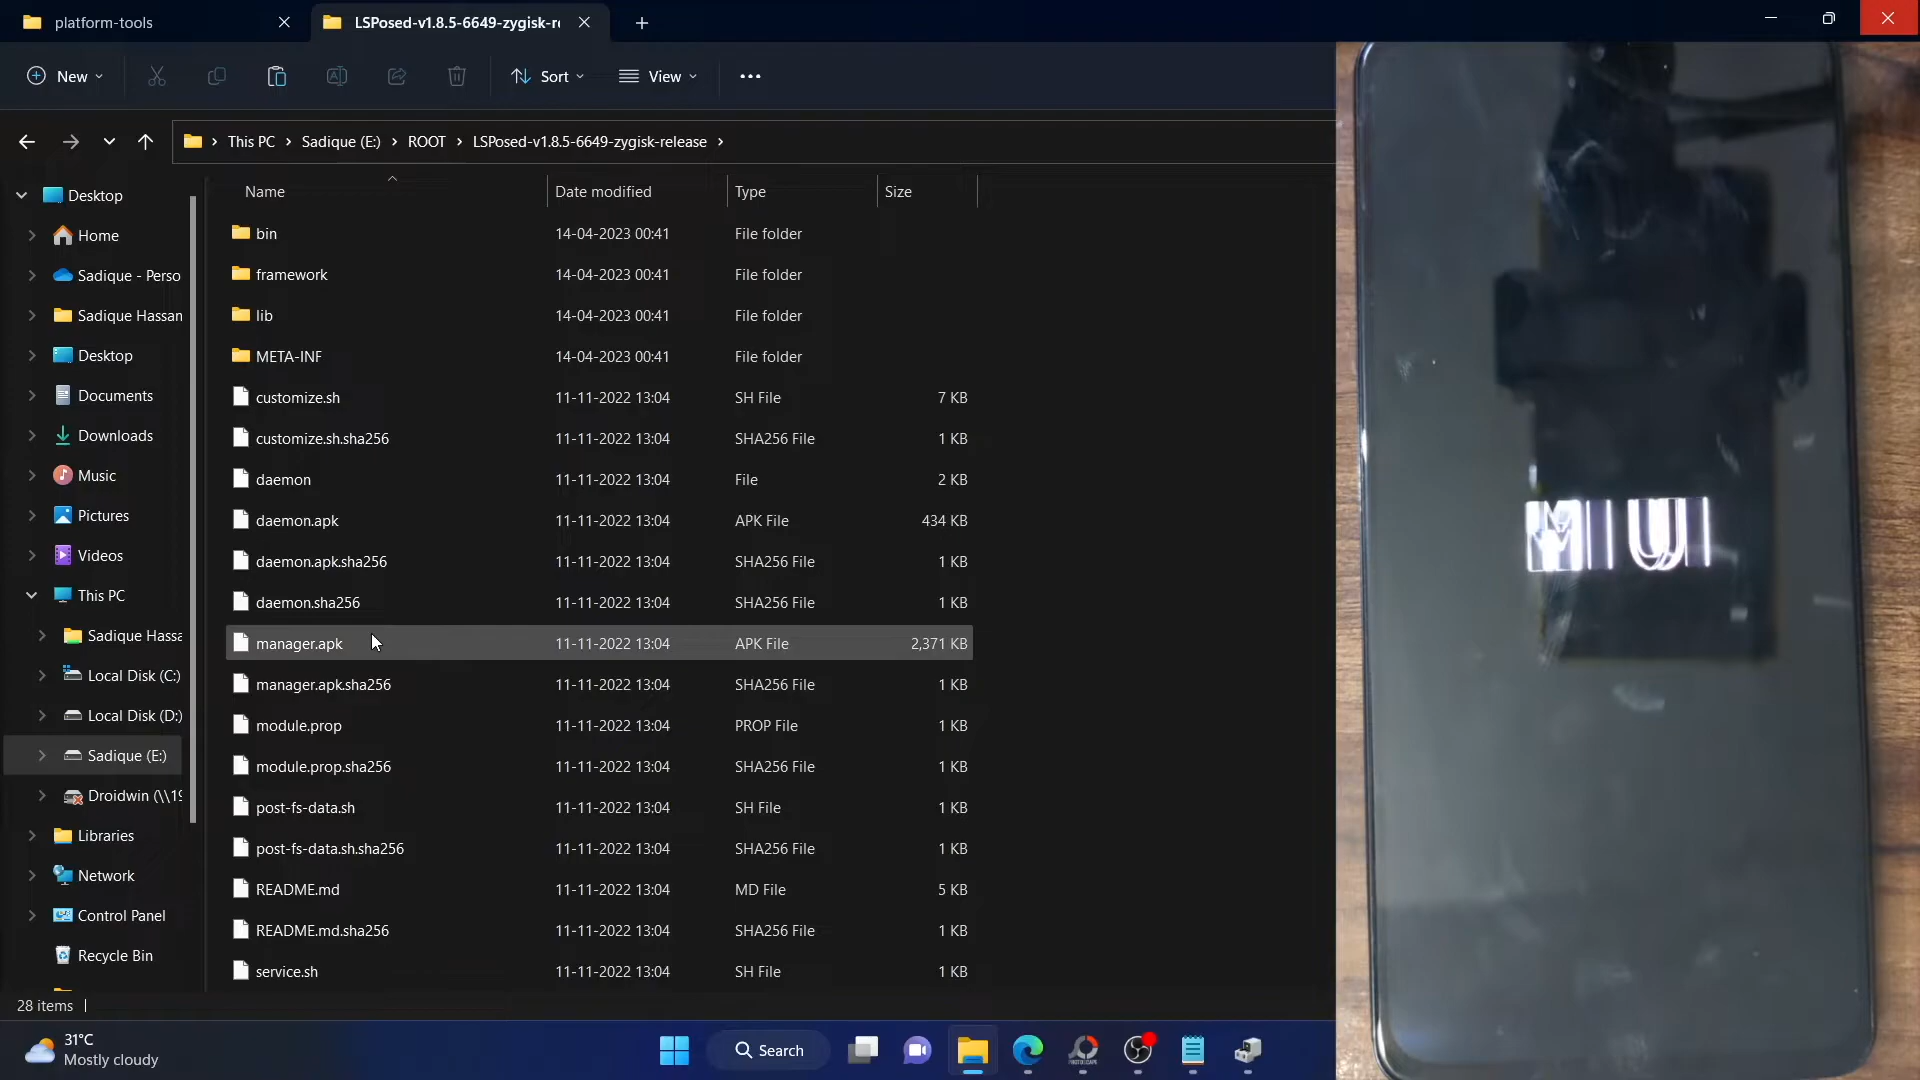 platform-tools
LSPosed-v1.8.5-6649-zygisk-r
New
Sort
View
This PC > Sadique (E:) > ROOT > LSPosed-v1.8.5-6649-zygisk-release >
Name Date modified Type Size
Desktop
Home
Sadique - Perso
Sadique Hassan
Desktop
Documents
Downloads
Music
Pictures
Videos
This PC
Sadique Hassa
Local Disk (C:)
Local Disk (D:)
Sadique (E:)
Droidwin (\\19
Libraries
Network
Control Panel
Recycle Bin
bin 14-04-2023 00:41 File folder
framework 14-04-2023 00:41 File folder
lib 14-04-2023 00:41 File folder
META-INF 14-04-2023 00:41 File folder
customize.sh 11-11-2022 13:04 SH File 7 KB
customize.sh.sha256 11-11-2022 13:04 SHA256 File 1 KB
daemon 11-11-2022 13:04 File 2 KB
daemon.apk 11-11-2022 13:04 APK File 434 KB
daemon.apk.sha256 11-11-2022 13:04 SHA256 File 1 KB
daemon.sha256 11-11-2022 13:04 SHA256 File 1 KB
manager.apk 11-11-2022 13:04 APK File 2,371 KB
manager.apk.sha256 11-11-2022 13:04 SHA256 File 1 KB
module.prop 11-11-2022 13:04 PROP File 1 KB
module.prop.sha256 11-11-2022 13:04 SHA256 File 1 KB
post-fs-data.sh 11-11-2022 13:04 SH File 1 KB
post-fs-data.sh.sha256 11-11-2022 13:04 SHA256 File 1 KB
README.md 11-11-2022 13:04 MD File 5 KB
README.md.sha256 11-11-2022 13:04 SHA256 File 1 KB
service.sh 11-11-2022 13:04 SH File 1 KB
28 items
31°C
Mostly cloudy
Search
MIUI